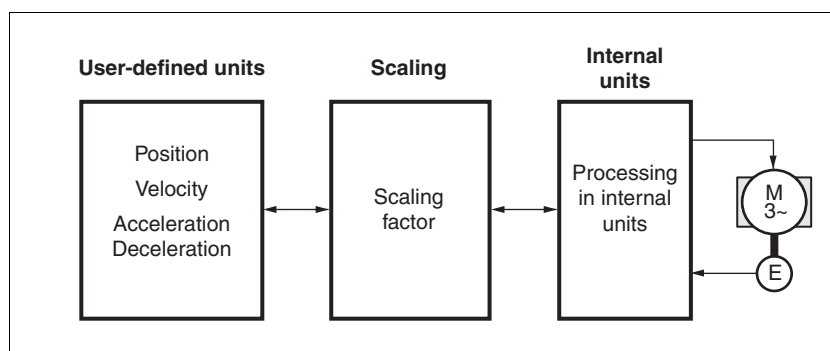 User-defined units
Scaling
Internal
units
Position
Velocity
Acceleration
Deceleration
Scaling
factor
Processing
in internal
units
M
3~
E